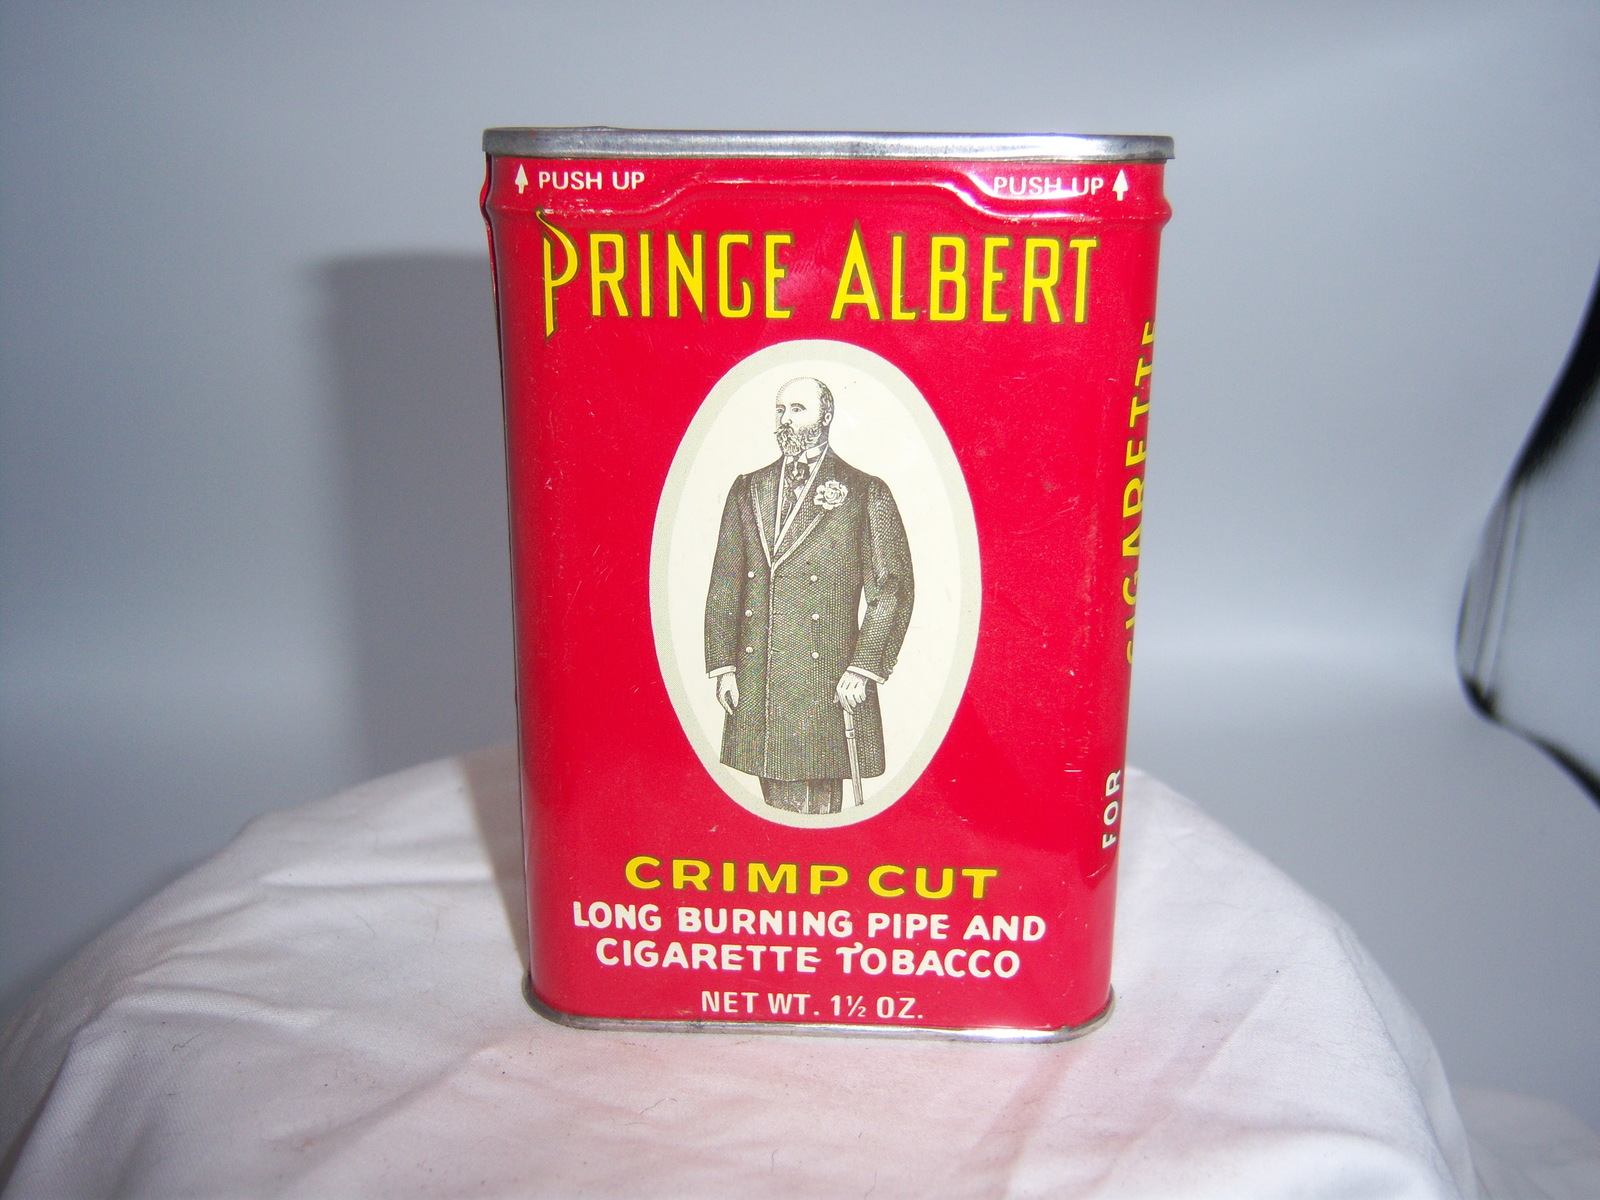 PUSH UP PUSH UP
PRINCE ALBERT
CRIMP CUT
LONG BURNING PIPE AND
CIGARETTE TOBACCO
NET WT. 1½ OZ.
FOR CIGARETTE